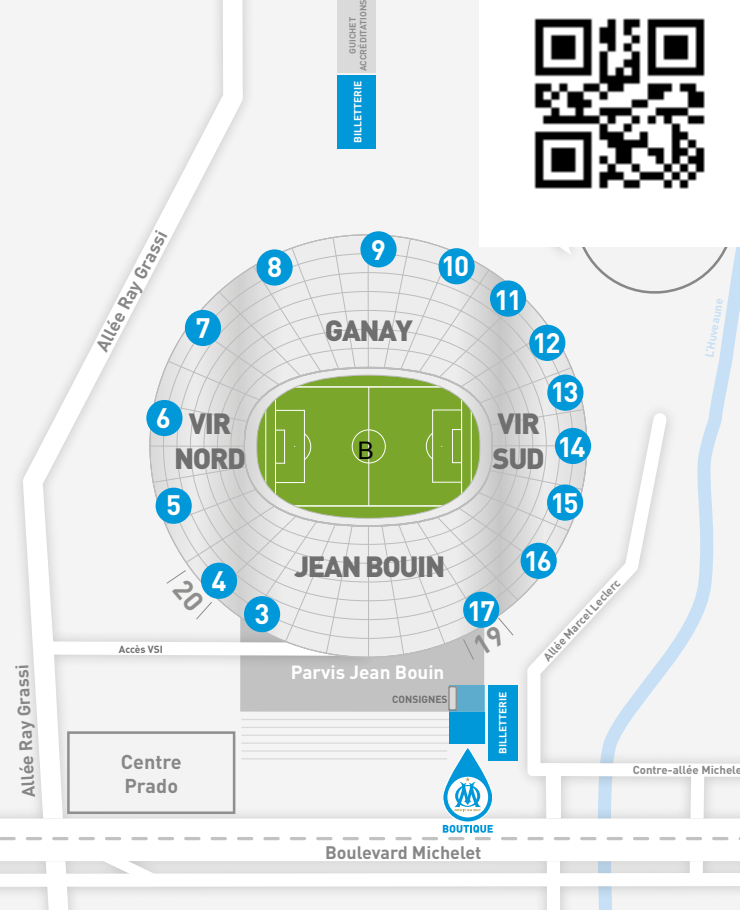 GUICHET
ACCRÉDITATIONS
BILLETTERIE
Allée Ray Grassi
L'Huveaune
8
9
10
11
7
12
GANAY
13
6
VIR
NORD
VIR
SUD
14
B
5
15
16
JEAN BOUIN
4
20
3
17
19
Allée Marcel Leclerc
Accès VSI
Parvis Jean Bouin
CONSIGNES
BILLETTERIE
Allée Ray Grassi
Centre
Prado
Contre-allée Michele
BOUTIQUE
Boulevard Michelet